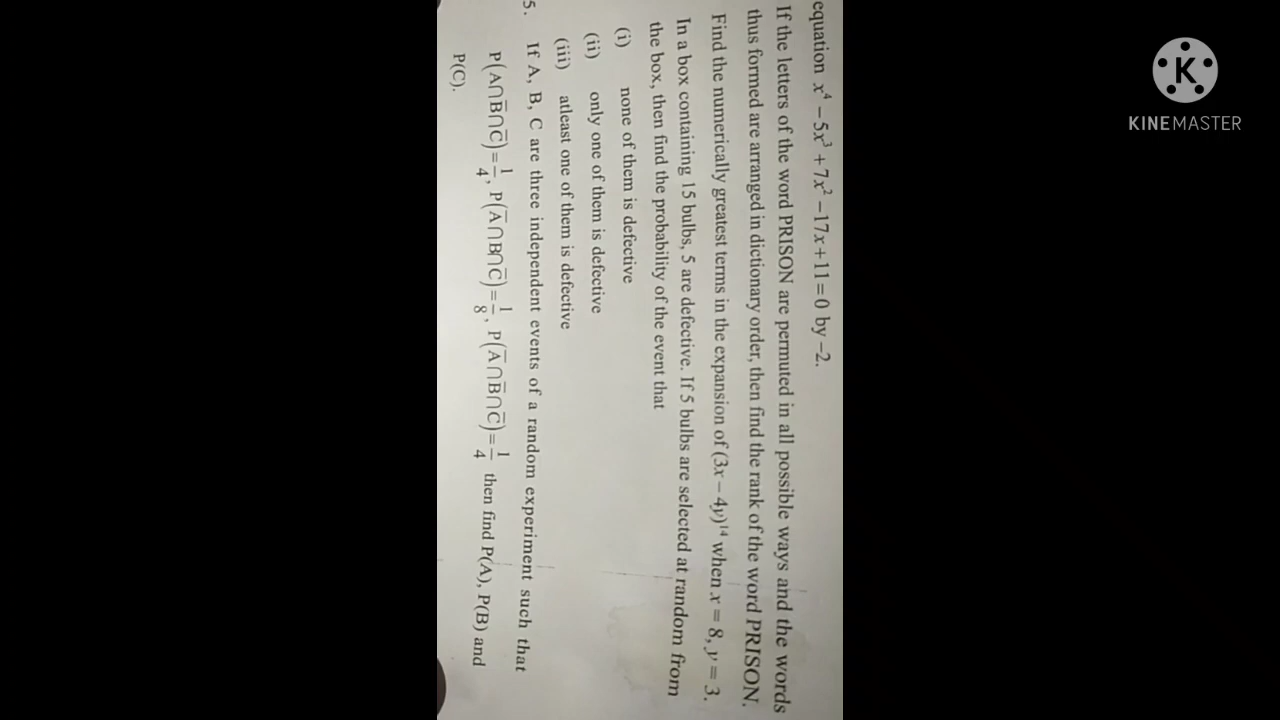 equation x⁴ – 5x³ + 7x² – 17x + 11 = 0 by –2.
If the letters of the word PRISON are permuted in all possible ways and the words
thus formed are arranged in dictionary order, then find the rank of the word PRISON.
Find the numerically greatest terms in the expansion of (3x – 4y)¹⁴ when x = 8, y = 3.
In a box containing 15 bulbs, 5 are defective. If 5 bulbs are selected at random from
the box, then find the probability of the event that
(i) none of them is defective
(ii) only one of them is defective
(iii) atleast one of them is defective
5. If A, B, C are three independent events of a random experiment such that
P(A∩B̅∩C̅) = 1/4, P(A̅∩B∩C̅) = 1/8, P(A̅∩B̅∩C̅) = 1/4 then find P(A), P(B) and
P(C).
K
KINEMASTER